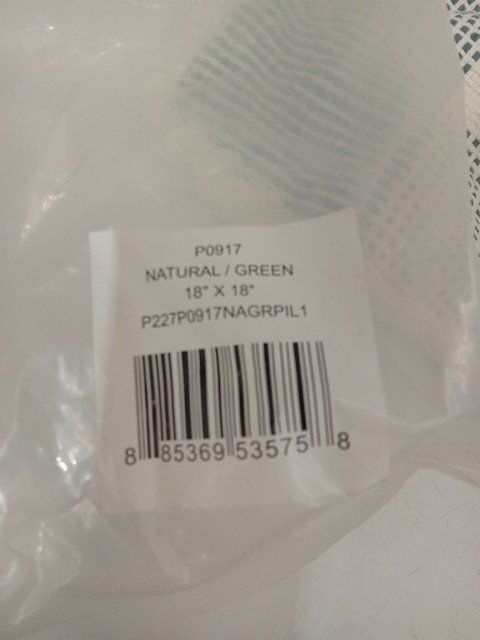 P0917
NATURAL / GREEN
18" X 18"
P227P0917NAGRPIL1
8 85369 53575 8